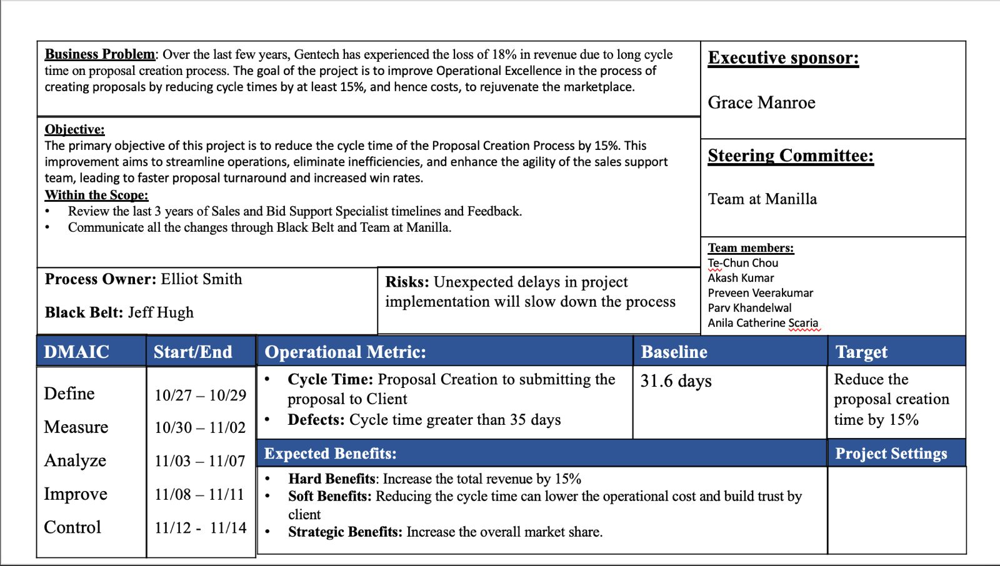 Business Problem: Over the last few years, Gentech has experienced the loss of 18% in revenue due to long cycle
time on proposal creation process. The goal of the project is to improve Operational Excellence in the process of
creating proposals by reducing cycle times by at least 15%, and hence costs, to rejuvenate the marketplace.
Executive sponsor:
Grace Manroe
Objective:
The primary objective of this project is to reduce the cycle time of the Proposal Creation Process by 15%. This
improvement aims to streamline operations, eliminate inefficiencies, and enhance the agility of the sales support
team, leading to faster proposal turnaround and increased win rates.
Within the Scope:
• Review the last 3 years of Sales and Bid Support Specialist timelines and Feedback.
• Communicate all the changes through Black Belt and Team at Manilla.
Steering Committee:
Team at Manilla
Process Owner: Elliot Smith
Black Belt: Jeff Hugh
Risks: Unexpected delays in project
implementation will slow down the process
Team members:
Te-Chun Chou
Akash Kumar
Preveen Veerakumar
Parv Khandelwal
Anila Catherine Scaria
DMAIC
Start/End
Define
10/27 – 10/29
Measure
10/30 – 11/02
Analyze
11/03 – 11/07
Improve
11/08 – 11/11
Control
11/12 - 11/14
Operational Metric:
Baseline
Target
• Cycle Time: Proposal Creation to submitting the
proposal to Client
• Defects: Cycle time greater than 35 days
31.6 days
Reduce the
proposal creation
time by 15%
Expected Benefits:
Project Settings
• Hard Benefits: Increase the total revenue by 15%
• Soft Benefits: Reducing the cycle time can lower the operational cost and build trust by
client
• Strategic Benefits: Increase the overall market share.